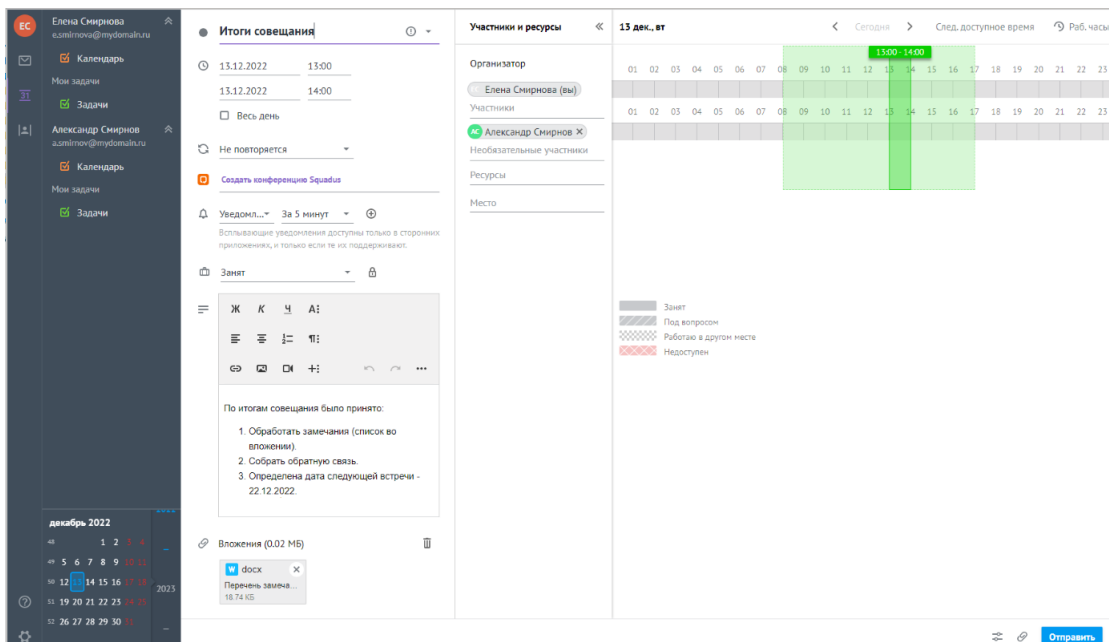 ЕС
Елена Смирнова
e.smirnova@mydomain.ru
Календарь
Мои задачи
Задачи
Александр Смирнов
a.smirnov@mydomain.ru
Календарь
Мои задачи
Задачи
31
декабрь 2022
48 1 2 3 4
49 5 6 7 8 9 10 11
50 12 13 14 15 16 17 18
51 19 20 21 22 23 24 25
52 26 27 28 29 30 31
2023
Итоги совещания
13.12.2022 13:00
13.12.2022 14:00
Весь день
Не повторяется
Создать конференцию Squadus
Уведомл... За 5 минут
Всплывающие уведомления доступны только в сторонних
приложениях, и только если те их поддерживают.
Занят
Ж К Ч А
По итогам совещания было принято:
1. Обработать замечания (список во
вложении).
2. Собрать обратную связь.
3. Определена дата следующей встречи -
22.12.2022.
Вложения (0.02 МБ)
W docx
Перечень замеча...
18.74 КБ
Участники и ресурсы
Организатор
Елена Смирнова (вы)
Участники
АС Александр Смирнов
Необязательные участники
Ресурсы
Место
13 дек., вт
Сегодня
След. доступное время
Раб. часы
13:00 - 14:00
01 02 03 04 05 06 07 08 09 10 11 12 13 14 15 16 17 18 19 20 21 22 23
01 02 03 04 05 06 07 08 09 10 11 12 13 14 15 16 17 18 19 20 21 22 23
Занят
Под вопросом
Работаю в другом месте
Недоступен
Отправить